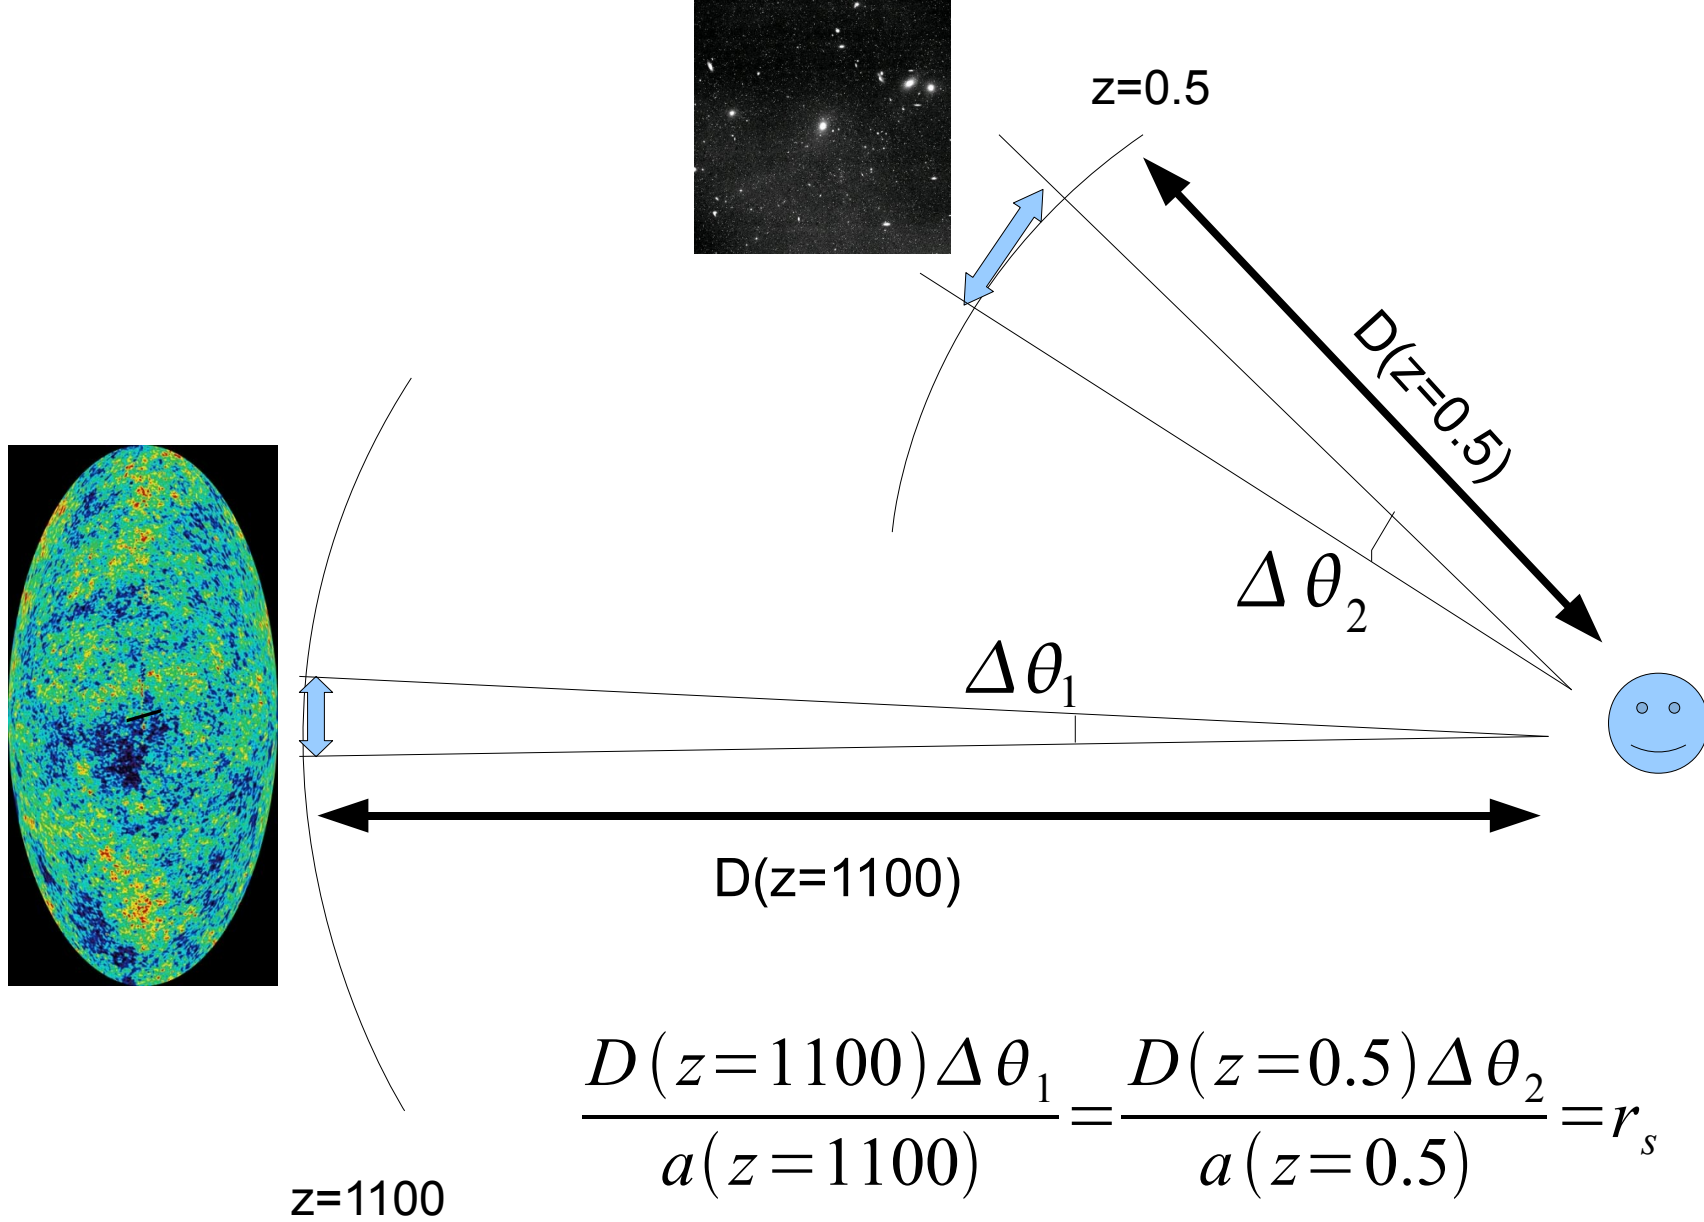 z=0.5
D(z=0.5)
Δθ₂
Δθ₁
D(z=1100)
D(z=1100)Δθ₁ / a(z=1100) = D(z=0.5)Δθ₂ / a(z=0.5) = rₛ
z=1100